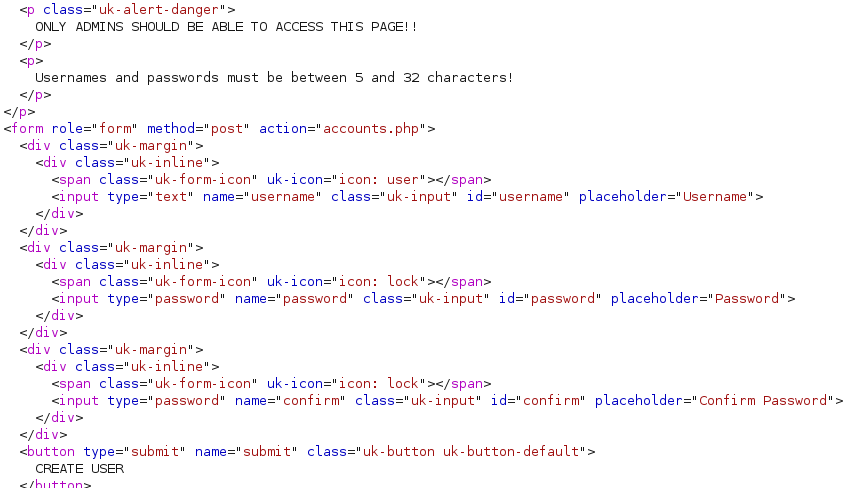 <p class="uk-alert-danger">
ONLY ADMINS SHOULD BE ABLE TO ACCESS THIS PAGE!!
</p>
<p>
Usernames and passwords must be between 5 and 32 characters!
</p>
</p>
<form role="form" method="post" action="accounts.php">
<div class="uk-margin">
<div class="uk-inline">
<span class="uk-form-icon" uk-icon="icon: user"></span>
<input type="text" name="username" class="uk-input" id="username" placeholder="Username">
</div>
</div>
<div class="uk-margin">
<div class="uk-inline">
<span class="uk-form-icon" uk-icon="icon: lock"></span>
<input type="password" name="password" class="uk-input" id="password" placeholder="Password">
</div>
</div>
<div class="uk-margin">
<div class="uk-inline">
<span class="uk-form-icon" uk-icon="icon: lock"></span>
<input type="password" name="confirm" class="uk-input" id="confirm" placeholder="Confirm Password">
</div>
</div>
<button type="submit" name="submit" class="uk-button uk-button-default">
CREATE USER
</button>